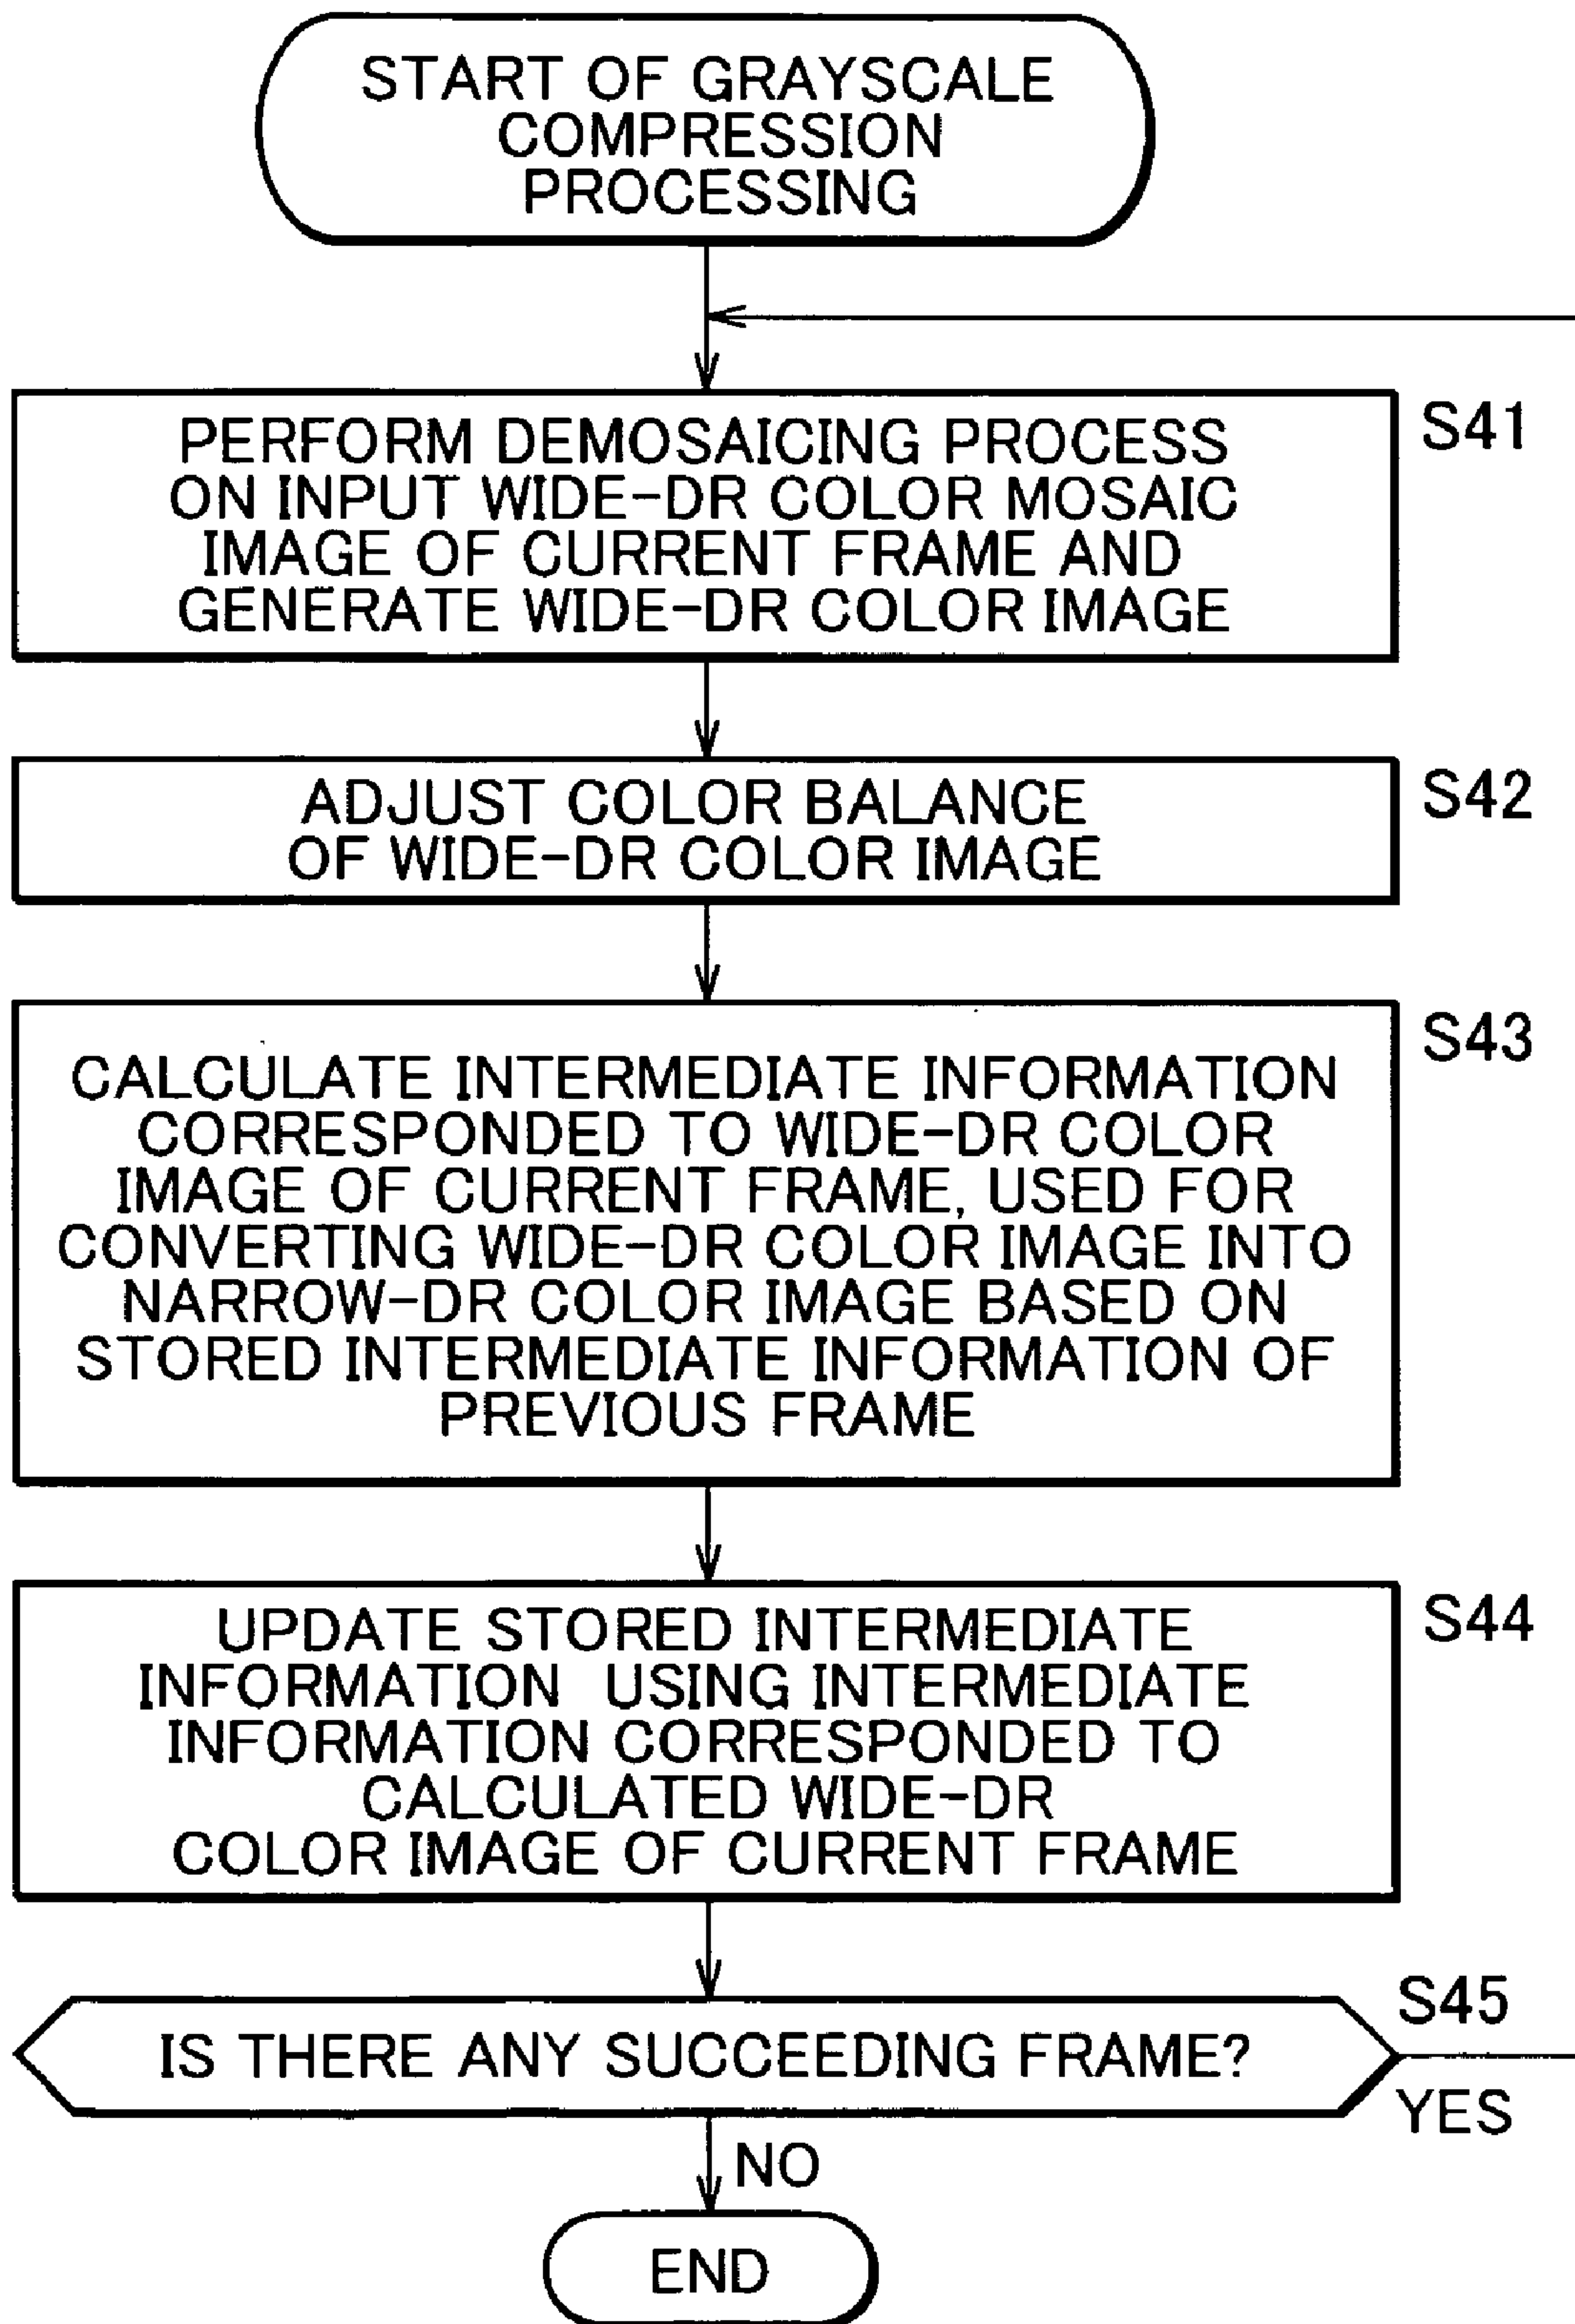 START OF GRAYSCALE
COMPRESSION
PROCESSING
S41
PERFORM DEMOSAICING PROCESS
ON INPUT WIDE-DR COLOR MOSAIC
IMAGE OF CURRENT FRAME AND
GENERATE WIDE-DR COLOR IMAGE
S42
ADJUST COLOR BALANCE
OF WIDE-DR COLOR IMAGE
S43
CALCULATE INTERMEDIATE INFORMATION
CORRESPONDED TO WIDE-DR COLOR
IMAGE OF CURRENT FRAME, USED FOR
CONVERTING WIDE-DR COLOR IMAGE INTO
NARROW-DR COLOR IMAGE BASED ON
STORED INTERMEDIATE INFORMATION OF
PREVIOUS FRAME
S44
UPDATE STORED INTERMEDIATE
INFORMATION USING INTERMEDIATE
INFORMATION CORRESPONDED TO
CALCULATED WIDE-DR
COLOR IMAGE OF CURRENT FRAME
S45
IS THERE ANY SUCCEEDING FRAME?
YES
NO
END